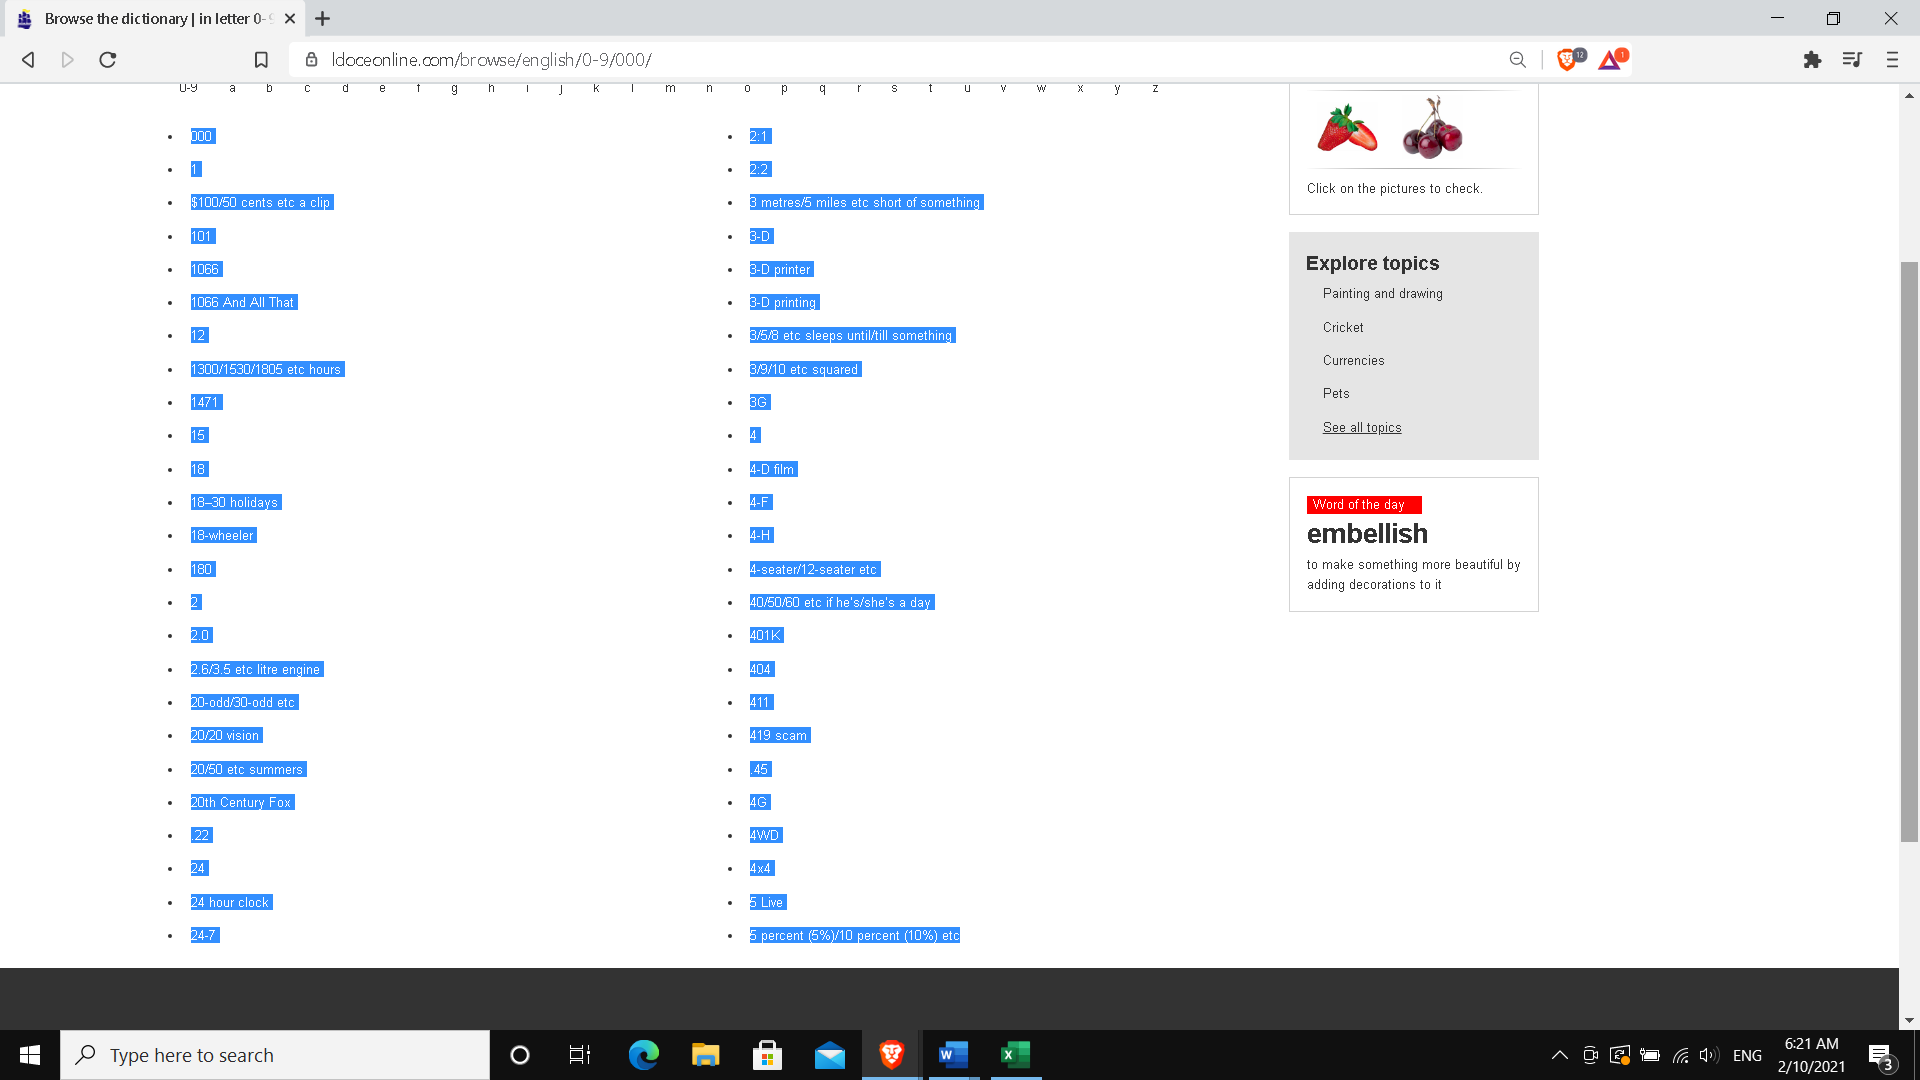 Browse the dictionary | in letter 0-9
ldoceonline.com/browse/english/0-9/000/
12
1
0-9 a b c d e f g h i j k l m n o p q r s t u v w x y z
000
1
$100/50 cents etc a clip
101
1066
1066 And All That
12
1300/1530/1805 etc hours
1471
15
18
18–30 holidays
18-wheeler
180
2
2.0
2.6/3.5 etc litre engine
20-odd/30-odd etc
20/20 vision
20/50 etc summers
20th Century Fox
.22
24
24 hour clock
24-7
2:1
2:2
3 metres/5 miles etc short of something
3-D
3-D printer
3-D printing
3/5/8 etc sleeps until/till something
3/9/10 etc squared
3G
4
4-D film
4-F
4-H
4-seater/12-seater etc
40/50/60 etc if he's/she's a day
401K
404
411
419 scam
.45
4G
4WD
4x4
5 Live
5 percent (5%)/10 percent (10%) etc
Click on the pictures to check.
Explore topics
Painting and drawing
Cricket
Currencies
Pets
See all topics
Word of the day
embellish
to make something more beautiful by
adding decorations to it
Type here to search
W
X
ENG
6:21 AM
2/10/2021
3